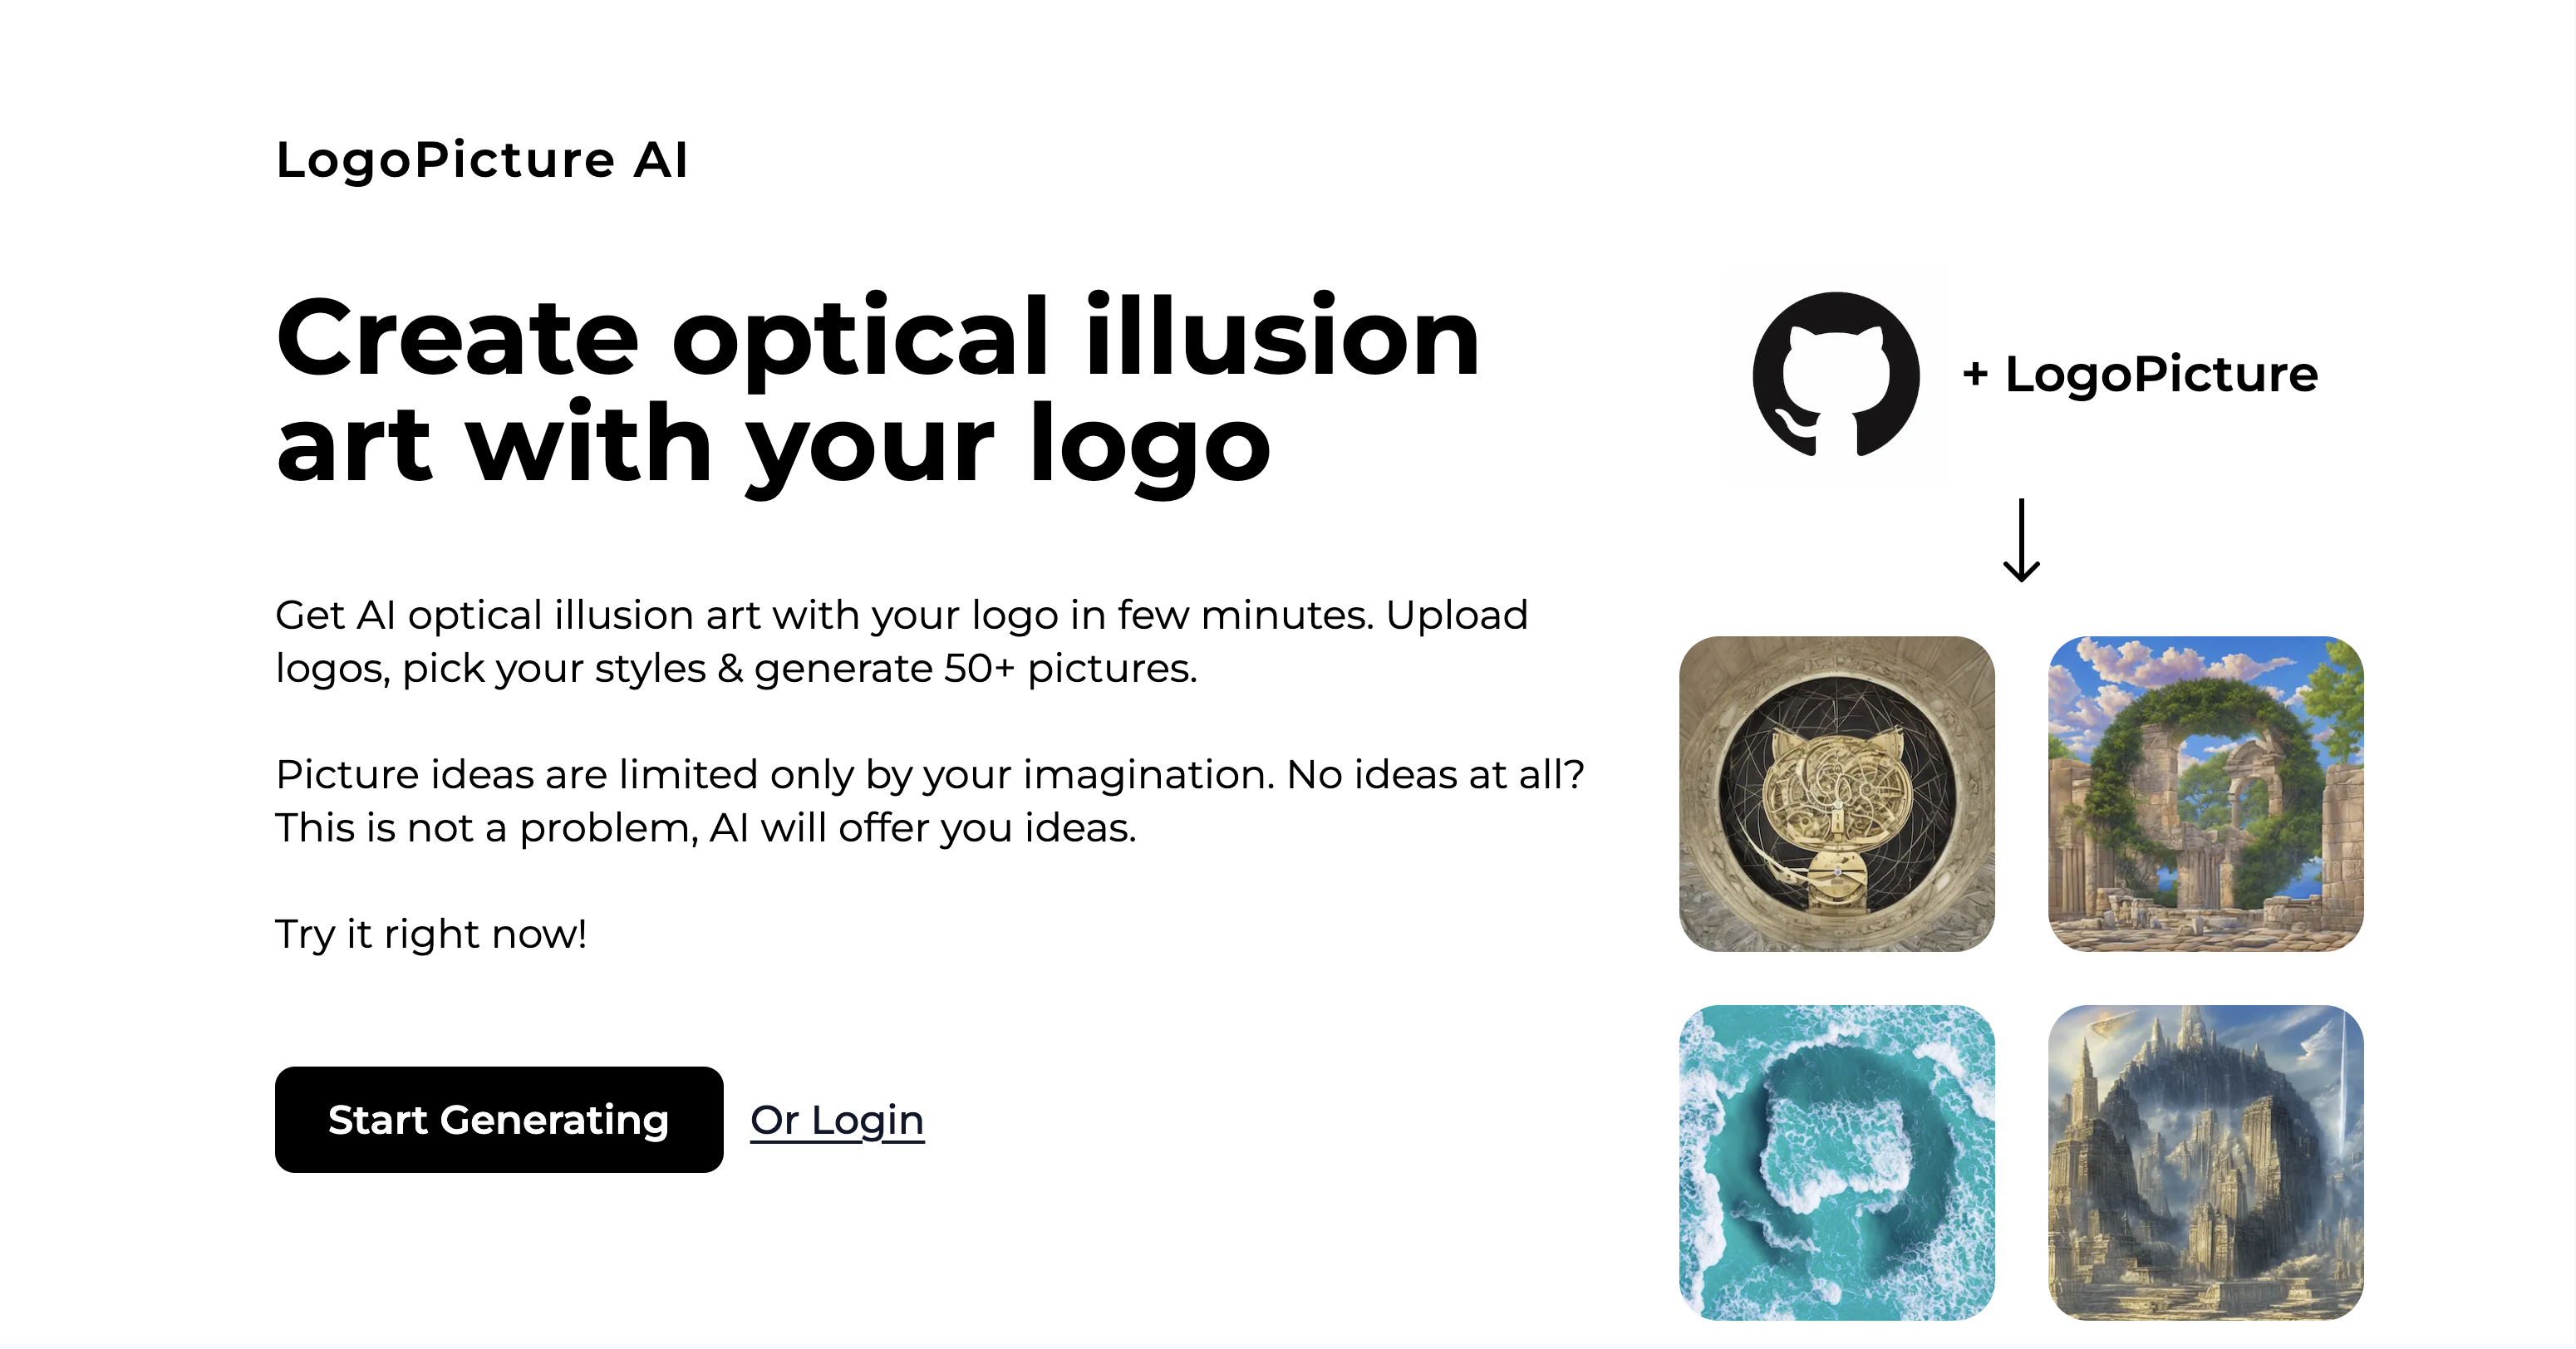 LogoPicture AI
Create optical illusion
art with your logo
Get AI optical illusion art with your logo in few minutes. Upload
logos, pick your styles & generate 50+ pictures.
Picture ideas are limited only by your imagination. No ideas at all?
This is not a problem, AI will offer you ideas.
Try it right now!
Start Generating
Or Login
+ LogoPicture